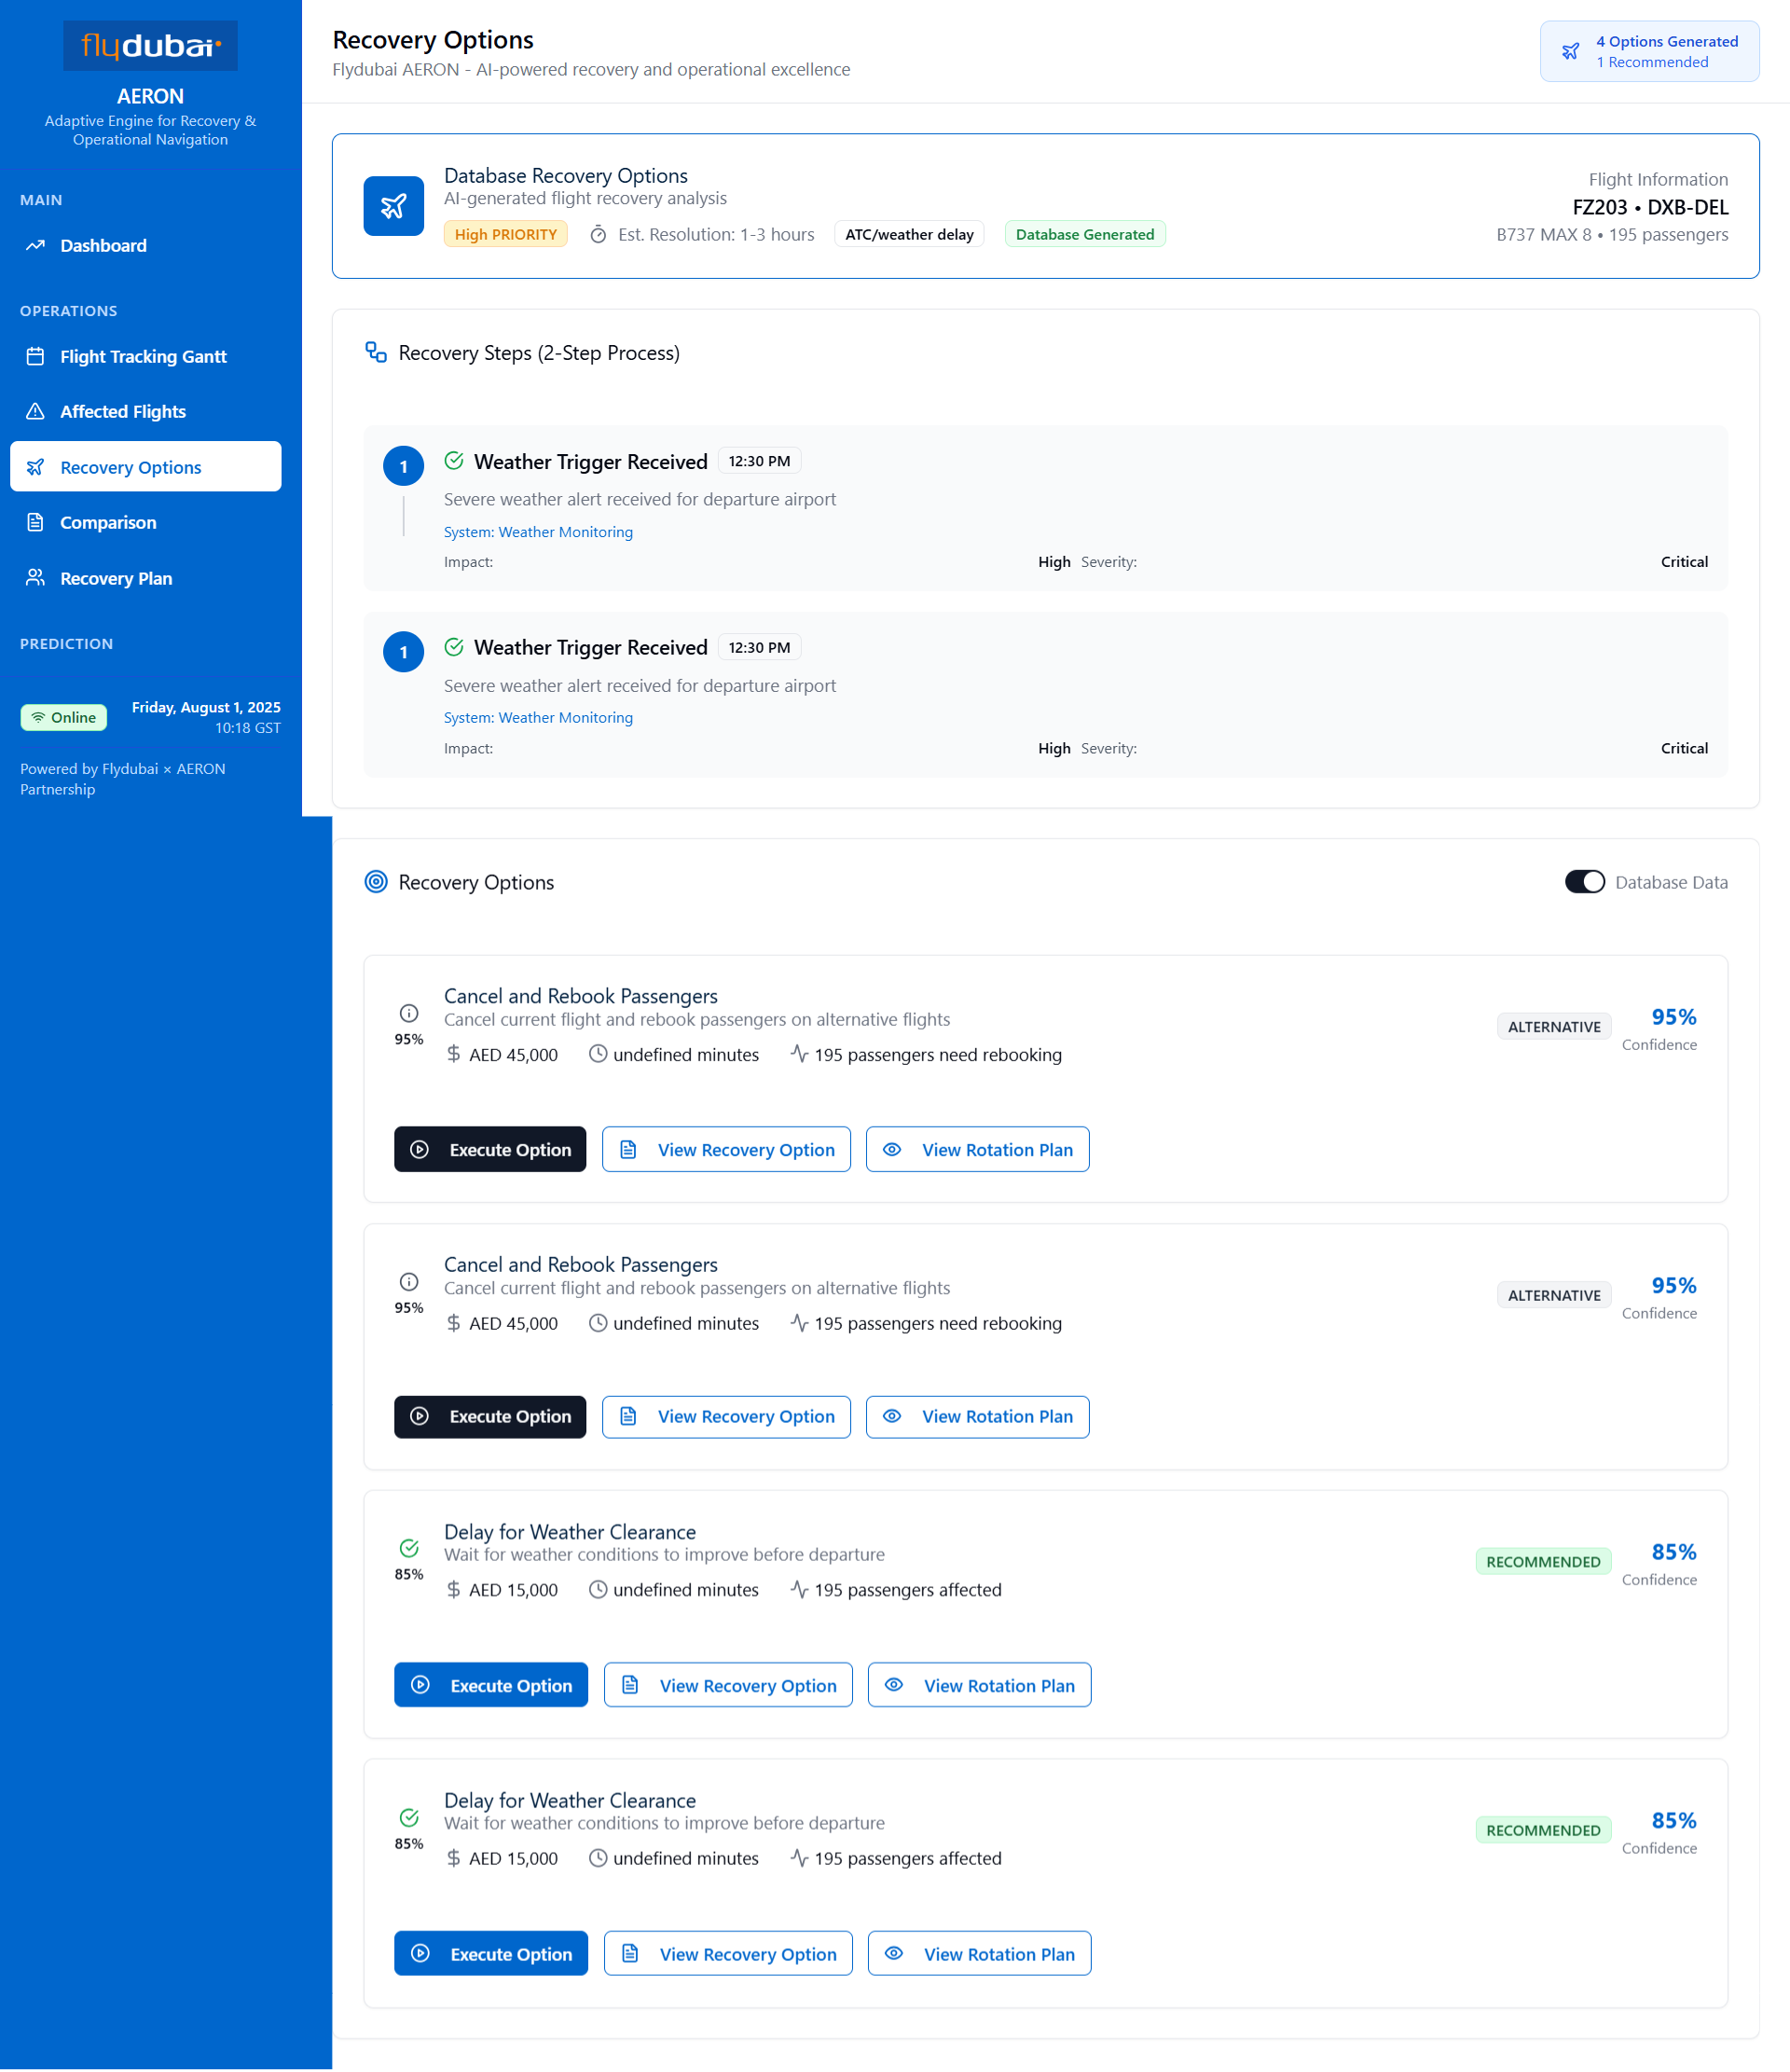 flydubai
AERON
Adaptive Engine for Recovery &
Operational Navigation
MAIN
Dashboard
OPERATIONS
Flight Tracking Gantt
Affected Flights
Recovery Options
Comparison
Recovery Plan
PREDICTION
Online
Friday, August 1, 2025
10:18 GST
Powered by Flydubai × AERON
Partnership
Recovery Options
Flydubai AERON - AI-powered recovery and operational excellence
4 Options Generated
1 Recommended
Database Recovery Options
AI-generated flight recovery analysis
High PRIORITY Est. Resolution: 1-3 hours ATC/weather delay Database Generated
Flight Information
FZ203 • DXB-DEL
B737 MAX 8 • 195 passengers
Recovery Steps (2-Step Process)
1 Weather Trigger Received 12:30 PM
Severe weather alert received for departure airport
System: Weather Monitoring
Impact: High Severity: Critical
1 Weather Trigger Received 12:30 PM
Severe weather alert received for departure airport
System: Weather Monitoring
Impact: High Severity: Critical
Recovery Options Database Data
Cancel and Rebook Passengers
Cancel current flight and rebook passengers on alternative flights
95%
$ AED 45,000 undefined minutes 195 passengers need rebooking
ALTERNATIVE 95%
Confidence
Execute Option View Recovery Option View Rotation Plan
Cancel and Rebook Passengers
Cancel current flight and rebook passengers on alternative flights
95%
$ AED 45,000 undefined minutes 195 passengers need rebooking
ALTERNATIVE 95%
Confidence
Execute Option View Recovery Option View Rotation Plan
Delay for Weather Clearance
Wait for weather conditions to improve before departure
85%
$ AED 15,000 undefined minutes 195 passengers affected
RECOMMENDED 85%
Confidence
Execute Option View Recovery Option View Rotation Plan
Delay for Weather Clearance
Wait for weather conditions to improve before departure
85%
$ AED 15,000 undefined minutes 195 passengers affected
RECOMMENDED 85%
Confidence
Execute Option View Recovery Option View Rotation Plan